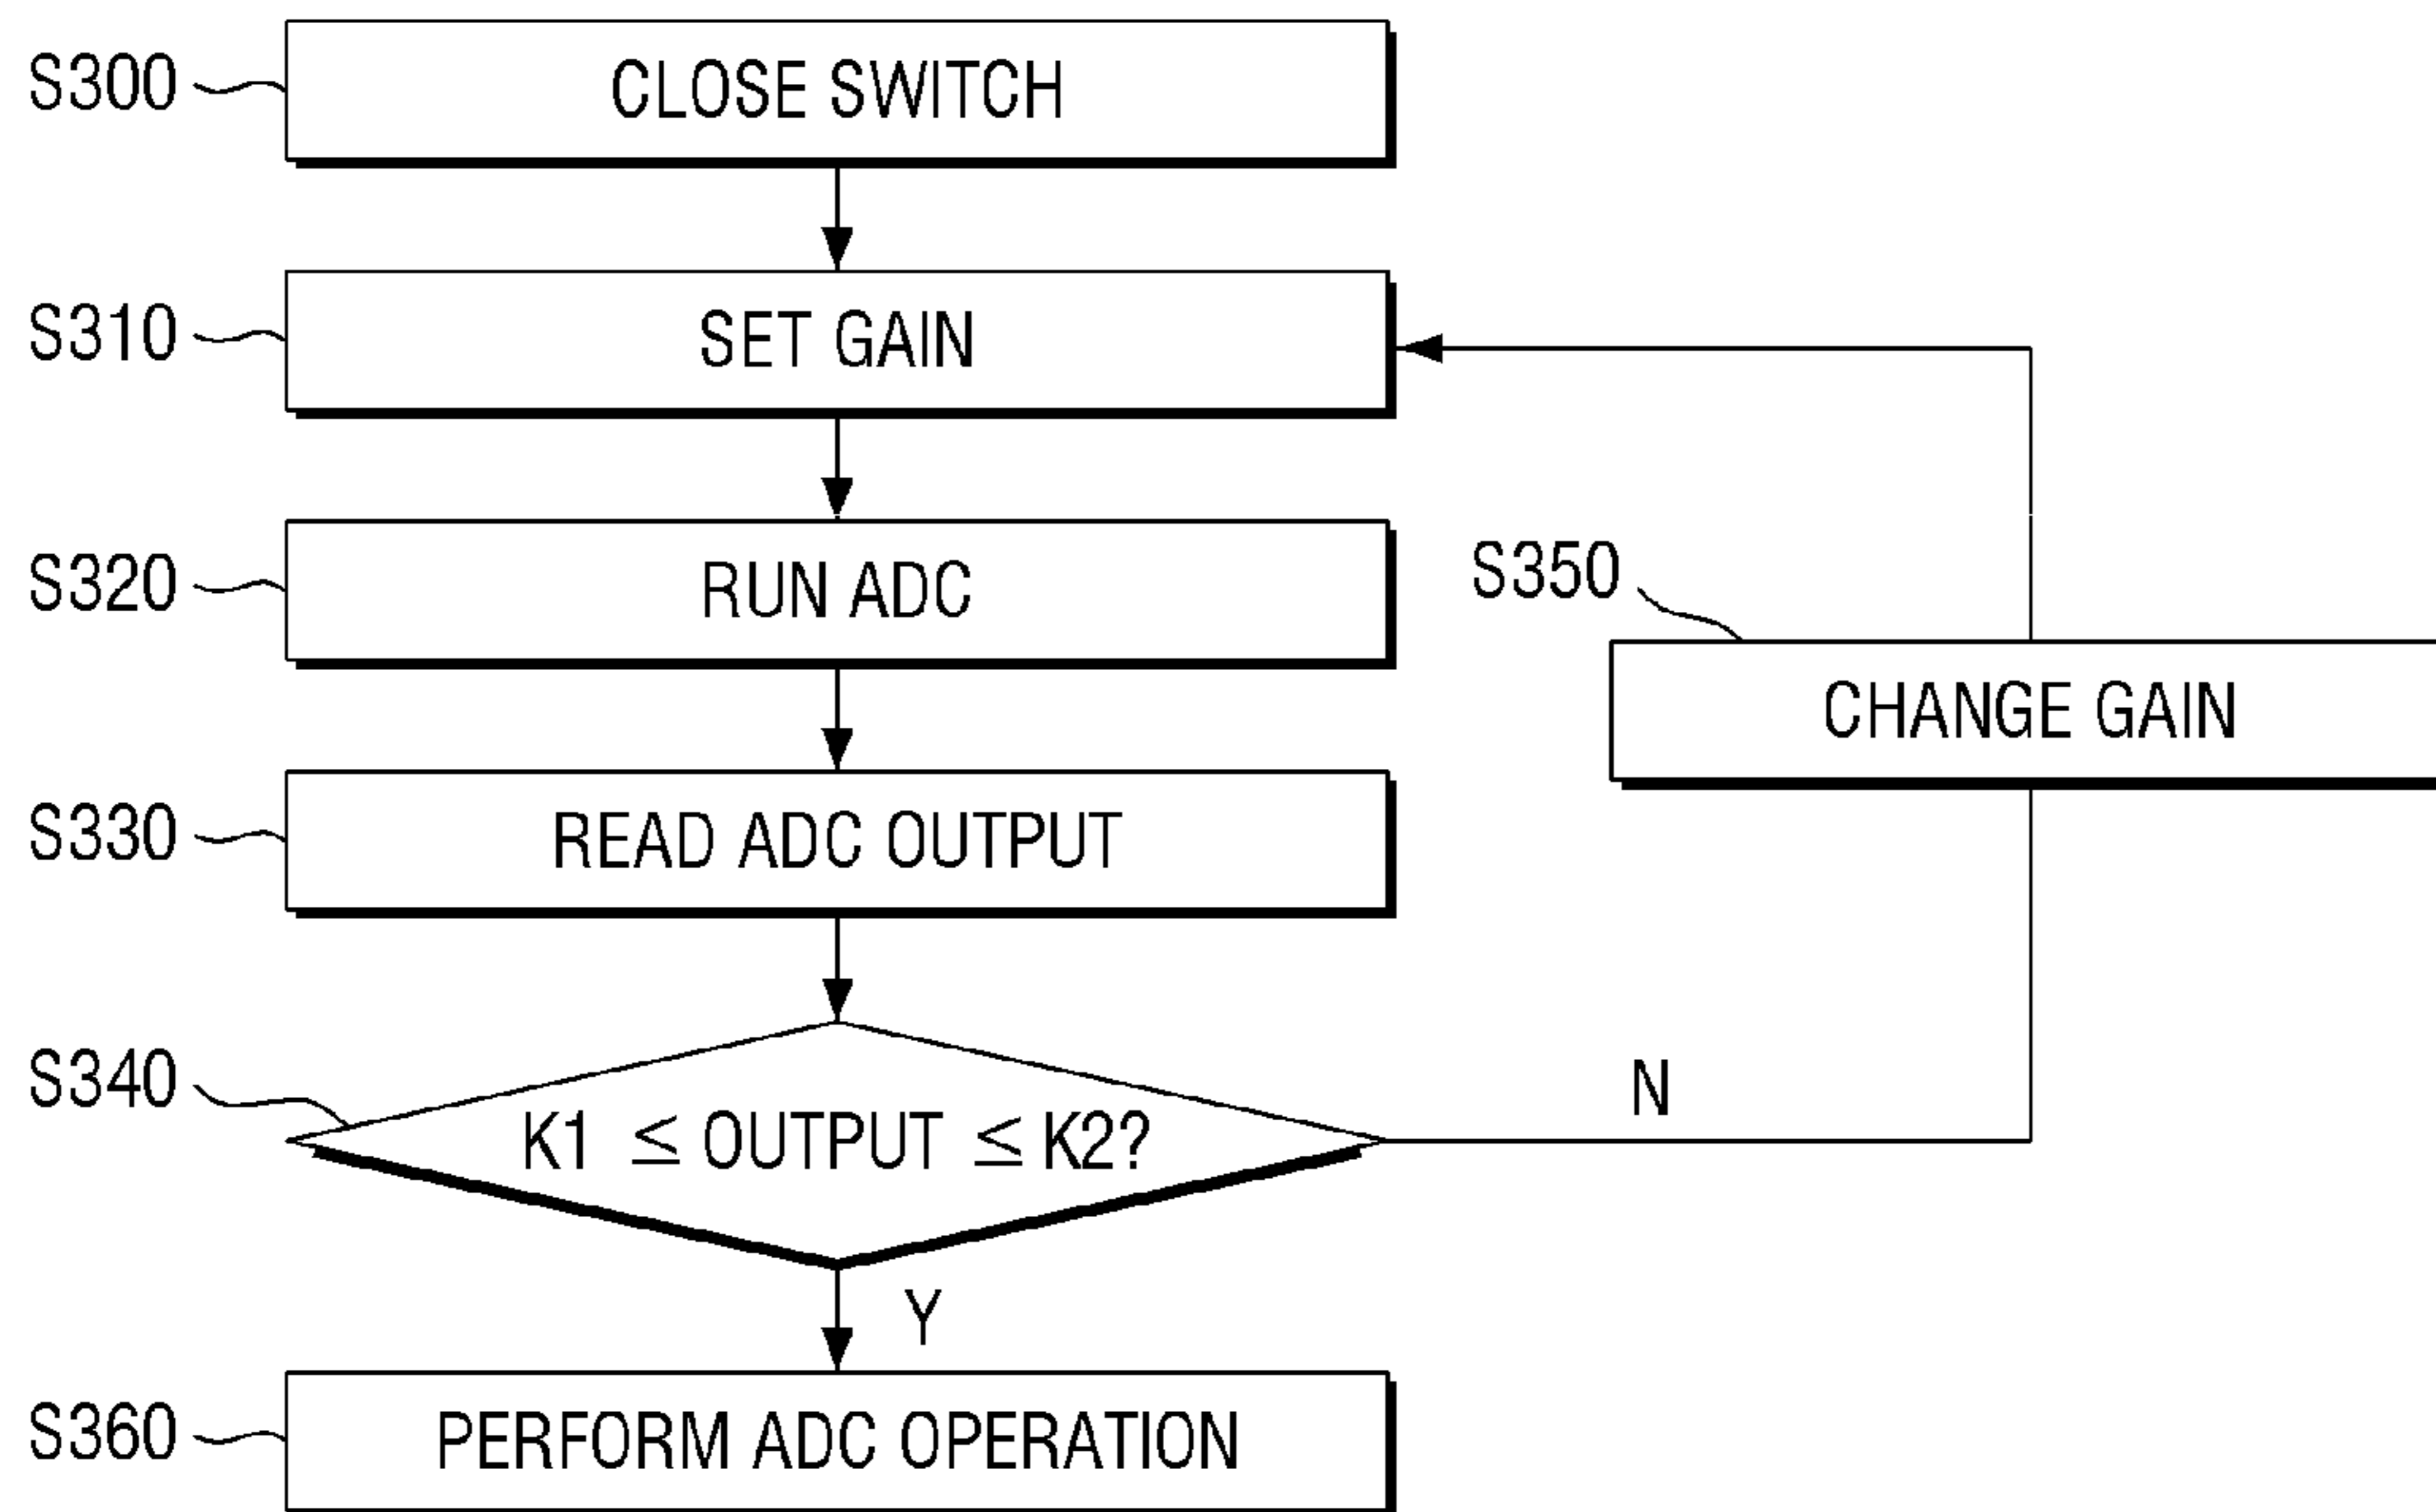 S300
CLOSE SWITCH
S310
SET GAIN
S320
RUN ADC
S350
CHANGE GAIN
S330
READ ADC OUTPUT
S340
K1 ≤ OUTPUT ≤ K2?
N
Y
S360
PERFORM ADC OPERATION